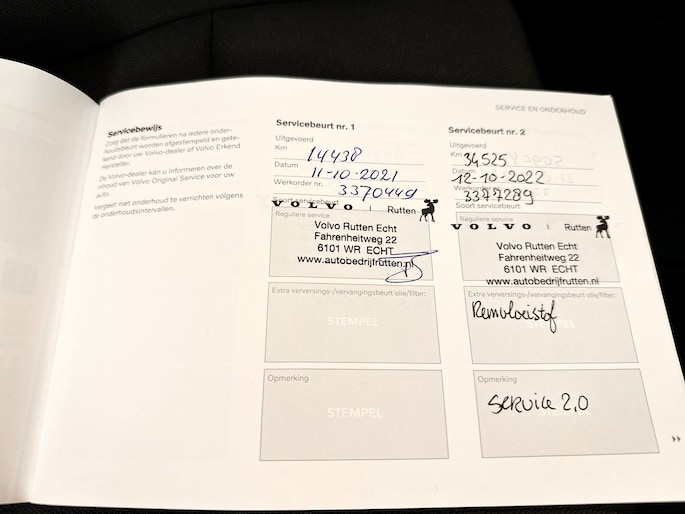 SERVICE EN ONDERHOUD
Servicebewijs
Zorg dat de formulieren na iedere onder-
houdsbeurt worden afgestempeld en gete-
kend door uw Volvo-dealer of Volvo Erkend
Hersteller.
De Volvo-dealer kan u informeren over de
inhoud van Volvo Original Service voor uw
auto.
Vergeet niet onderhoud te verrichten volgens
de onderhoudsintervallen.
Servicebeurt nr. 1
Uitgevoerd
Km 14438
Datum 11-10-2021
Werkorder nr. 3370449
Soort servicebeurt
VOLVO | Rutten
Reguliere service
Volvo Rutten Echt
Fahrenheitweg 22
6101 WR ECHT
www.autobedrijfrutten.nl
Extra verversings-/vervangingsbeurt olie/filter:
STEMPEL
Opmerking
STEMPEL
Servicebeurt nr. 2
Uitgevoerd
Km 34525
Datum 12-10-2022
Werkorder nr. 3377289
Soort servicebeurt
Reguliere service
VOLVO | Rutten
Volvo Rutten Echt
Fahrenheitweg 22
6101 WR ECHT
www.autobedrijfrutten.nl
Extra verversings-/vervangingsbeurt olie/filter:
Remvloeistof
Opmerking
Service 2.0